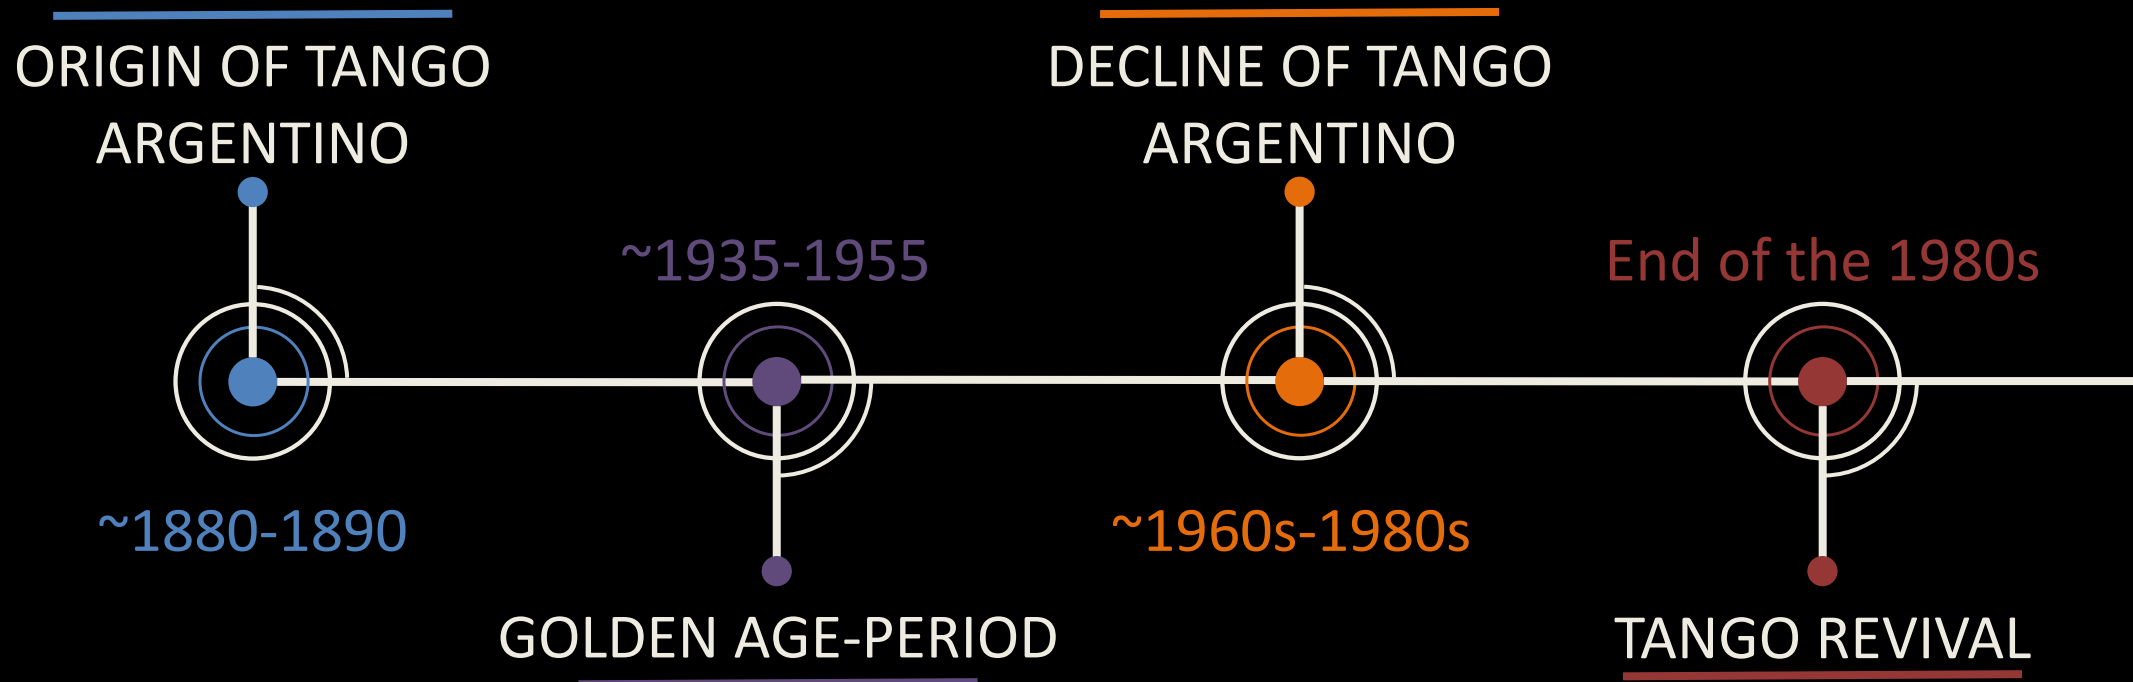 ORIGIN OF TANGO
ARGENTINO
~1880-1890
~1935-1955
GOLDEN AGE-PERIOD
DECLINE OF TANGO
ARGENTINO
~1960s-1980s
End of the 1980s
TANGO REVIVAL